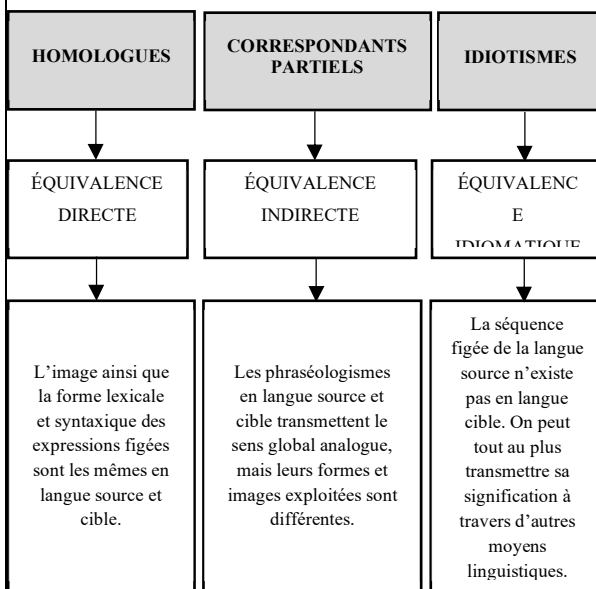 HOMOLOGUES
CORRESPONDANTS
PARTIELS
IDIOTISMES
ÉQUIVALENCE
DIRECTE
ÉQUIVALENCE
INDIRECTE
ÉQUIVALENC
E
IDIOMATIQUE
L’image ainsi que
la forme lexicale
et syntaxique des
expressions figées
sont les mêmes en
langue source et
cible.
Les phraséologismes
en langue source et
cible transmettent le
sens global analogue,
mais leurs formes et
images exploitées sont
différentes.
La séquence
figée de la langue
source n’existe
pas en langue
cible. On peut
tout au plus
transmettre sa
signification à
travers d’autres
moyens
linguistiques.